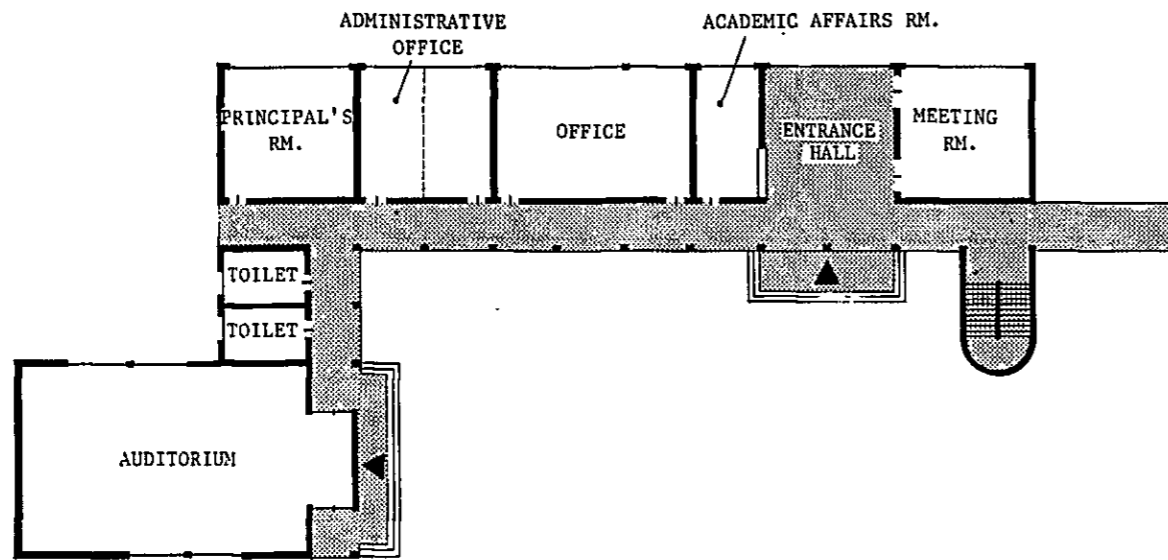 ADMINISTRATIVE
OFFICE
ACADEMIC AFFAIRS RM.
PRINCIPAL'S
RM.
OFFICE
ENTRANCE
HALL
MEETING
RM.
TOILET
TOILET
AUDITORIUM